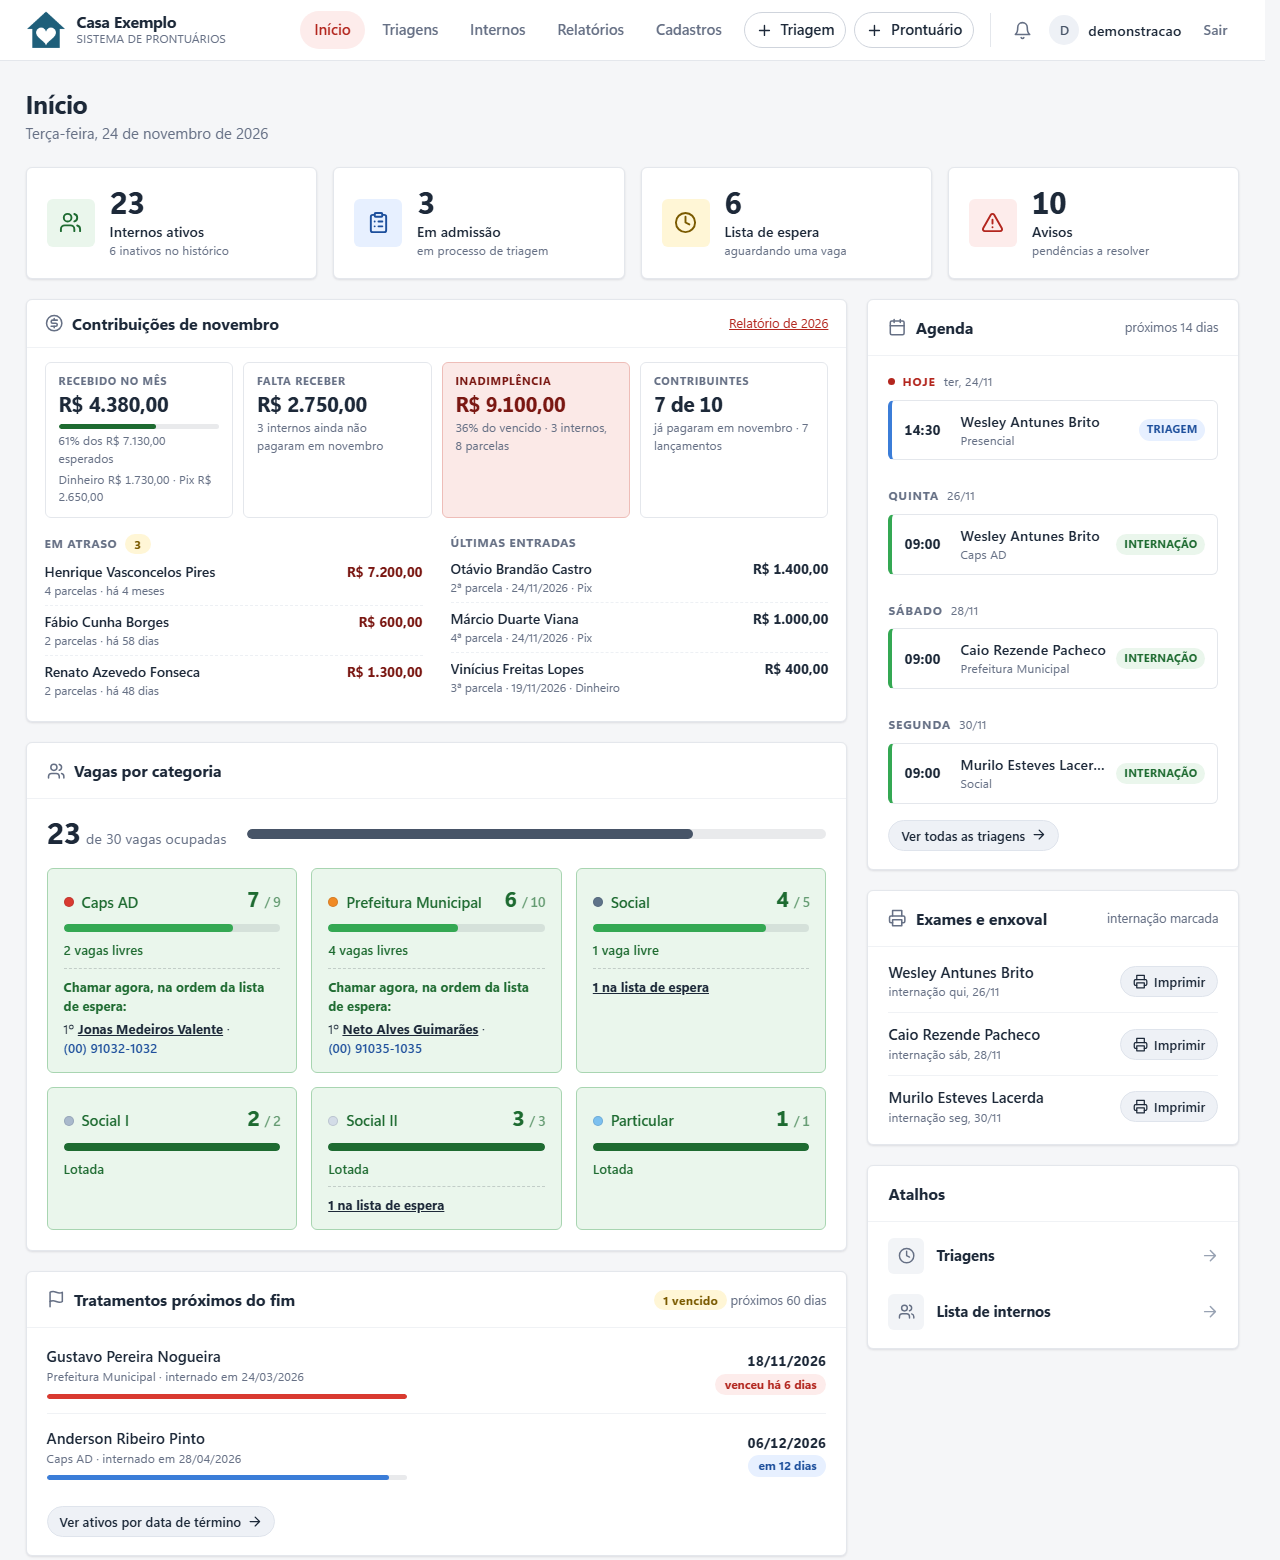 Casa Exemplo
SISTEMA DE PRONTUÁRIOS
Início
Triagens
Internos
Relatórios
Cadastros
Triagem
Prontuário
D
demonstracao
Sair
Início
Terça-feira, 24 de novembro de 2026
23
Internos ativos
6 inativos no histórico
3
Em admissão
em processo de triagem
6
Lista de espera
aguardando uma vaga
10
Avisos
pendências a resolver
Contribuições de novembro
Relatório de 2026
RECEBIDO NO MÊS
R$ 4.380,00
61% dos R$ 7.130,00
esperados
Dinheiro R$ 1.730,00 · Pix R$
2.650,00
FALTA RECEBER
R$ 2.750,00
3 internos ainda não
pagaram em novembro
INADIMPLÊNCIA
R$ 9.100,00
36% do vencido · 3 internos,
8 parcelas
CONTRIBUINTES
7 de 10
já pagaram em novembro · 7
lançamentos
EM ATRASO 3
Henrique Vasconcelos Pires
R$ 7.200,00
4 parcelas · há 4 meses
Fábio Cunha Borges
R$ 600,00
2 parcelas · há 58 dias
Renato Azevedo Fonseca
R$ 1.300,00
2 parcelas · há 48 dias
ÚLTIMAS ENTRADAS
Otávio Brandão Castro
R$ 1.400,00
2ª parcela · 24/11/2026 · Pix
Márcio Duarte Viana
R$ 1.000,00
4ª parcela · 24/11/2026 · Pix
Vinícius Freitas Lopes
R$ 400,00
3ª parcela · 19/11/2026 · Dinheiro
Vagas por categoria
23 de 30 vagas ocupadas
Caps AD
7 / 9
2 vagas livres
Chamar agora, na ordem da lista
de espera:
1º Jonas Medeiros Valente ·
(00) 91032-1032
Prefeitura Municipal
6 / 10
4 vagas livres
Chamar agora, na ordem da lista
de espera:
1º Neto Alves Guimarães ·
(00) 91035-1035
Social
4 / 5
1 vaga livre
1 na lista de espera
Social I
2 / 2
Lotada
Social II
3 / 3
Lotada
1 na lista de espera
Particular
1 / 1
Lotada
Tratamentos próximos do fim
1 vencido próximos 60 dias
Gustavo Pereira Nogueira
Prefeitura Municipal · internado em 24/03/2026
18/11/2026
venceu há 6 dias
Anderson Ribeiro Pinto
Caps AD · internado em 28/04/2026
06/12/2026
em 12 dias
Ver ativos por data de término
Agenda
próximos 14 dias
HOJE ter, 24/11
14:30
Wesley Antunes Brito
Presencial
TRIAGEM
QUINTA 26/11
09:00
Wesley Antunes Brito
Caps AD
INTERNAÇÃO
SÁBADO 28/11
09:00
Caio Rezende Pacheco
Prefeitura Municipal
INTERNAÇÃO
SEGUNDA 30/11
09:00
Murilo Esteves Lacer...
Social
INTERNAÇÃO
Ver todas as triagens
Exames e enxoval
internação marcada
Wesley Antunes Brito
internação qui, 26/11
Imprimir
Caio Rezende Pacheco
internação sáb, 28/11
Imprimir
Murilo Esteves Lacerda
internação seg, 30/11
Imprimir
Atalhos
Triagens
Lista de internos